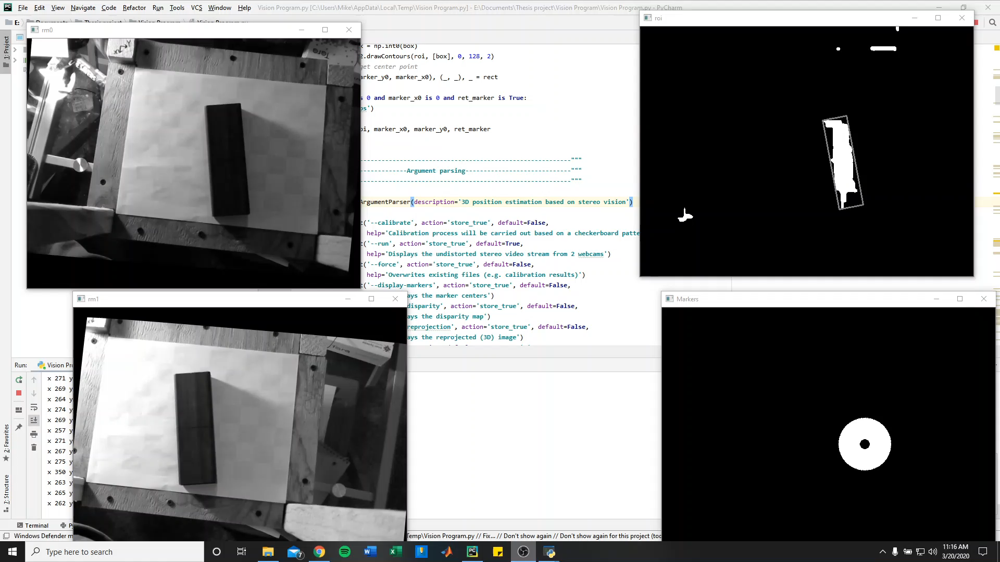 File Edit View Navigate Code Refactor Run Tools VCS Window Help Vision Program.py [C:\Users\Mike\AppData\Local\Temp\Vision Program.py] - E:\Documents\Thesis project\Vision Program\Vision Program.py - PyCharm
E:
rm0
roi
1: Project
x = np.int0(box)
2.drawContours(roi, [box], 0, 128, 2)
get center point
arker_y0, marker_x0), (_, _), _ = rect
s 0 and marker_x0 is 0 and ret_marker is True:
ps')
oi, marker_x0, marker_y0, ret_marker
Tara
"""
Argument parsing
"""
"""
ArgumentParser(description='3D position estimation based on stereo vision')
t('--calibrate', action='store_true', default=False,
help='Calibration process will be carried out based on a checkerboard patte
t('--run', action='store_true', default=True,
help='Displays the undistorted stereo video stream from 2 webcams')
t('--force', action='store_true', default=False,
help='Overwrites existing files (e.g. calibration results)')
t('--display-markers', action='store_true', default=False,
ays the marker centers')
disparity', action='store_true', default=False,
ays the disparity map')
reprojection', action='store_true', default=False,
ays the reprojected (3D) image')
rm1
Markers
Tara
Run: Vision Pr
x 271 y
x 269 y
x 264 y
x 274 y
x 269 y
x 257 y
x 271 y
x 267 y
x 275 y
x 350 y
x 263 y
x 265 y
x 262 y
2: Favorites
7: Structure
Terminal
Windows Defender m
Temp\Vision Program.py // Fix... // Don't show again // Don't show again for this project (toc
Type here to search
7
11:16 AM
3/20/2020